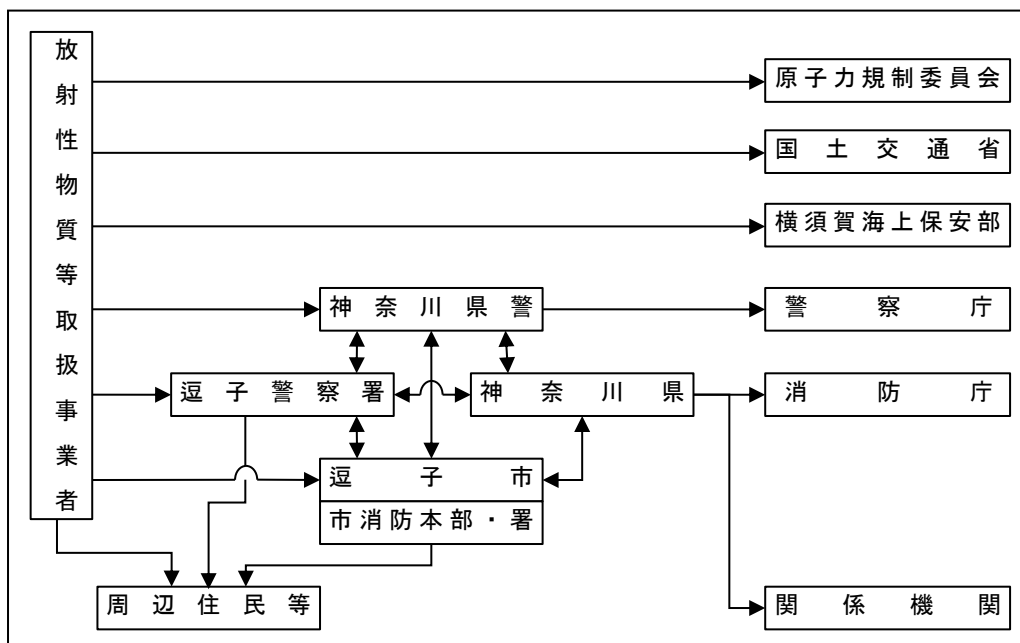 放射性物質等取扱事業者
原子力規制委員会
国土交通省
横須賀海上保安部
神奈川県警
警察庁
逗子警察署
神奈川県
消防庁
逗子市
市消防本部・署
周辺住民等
関係機関